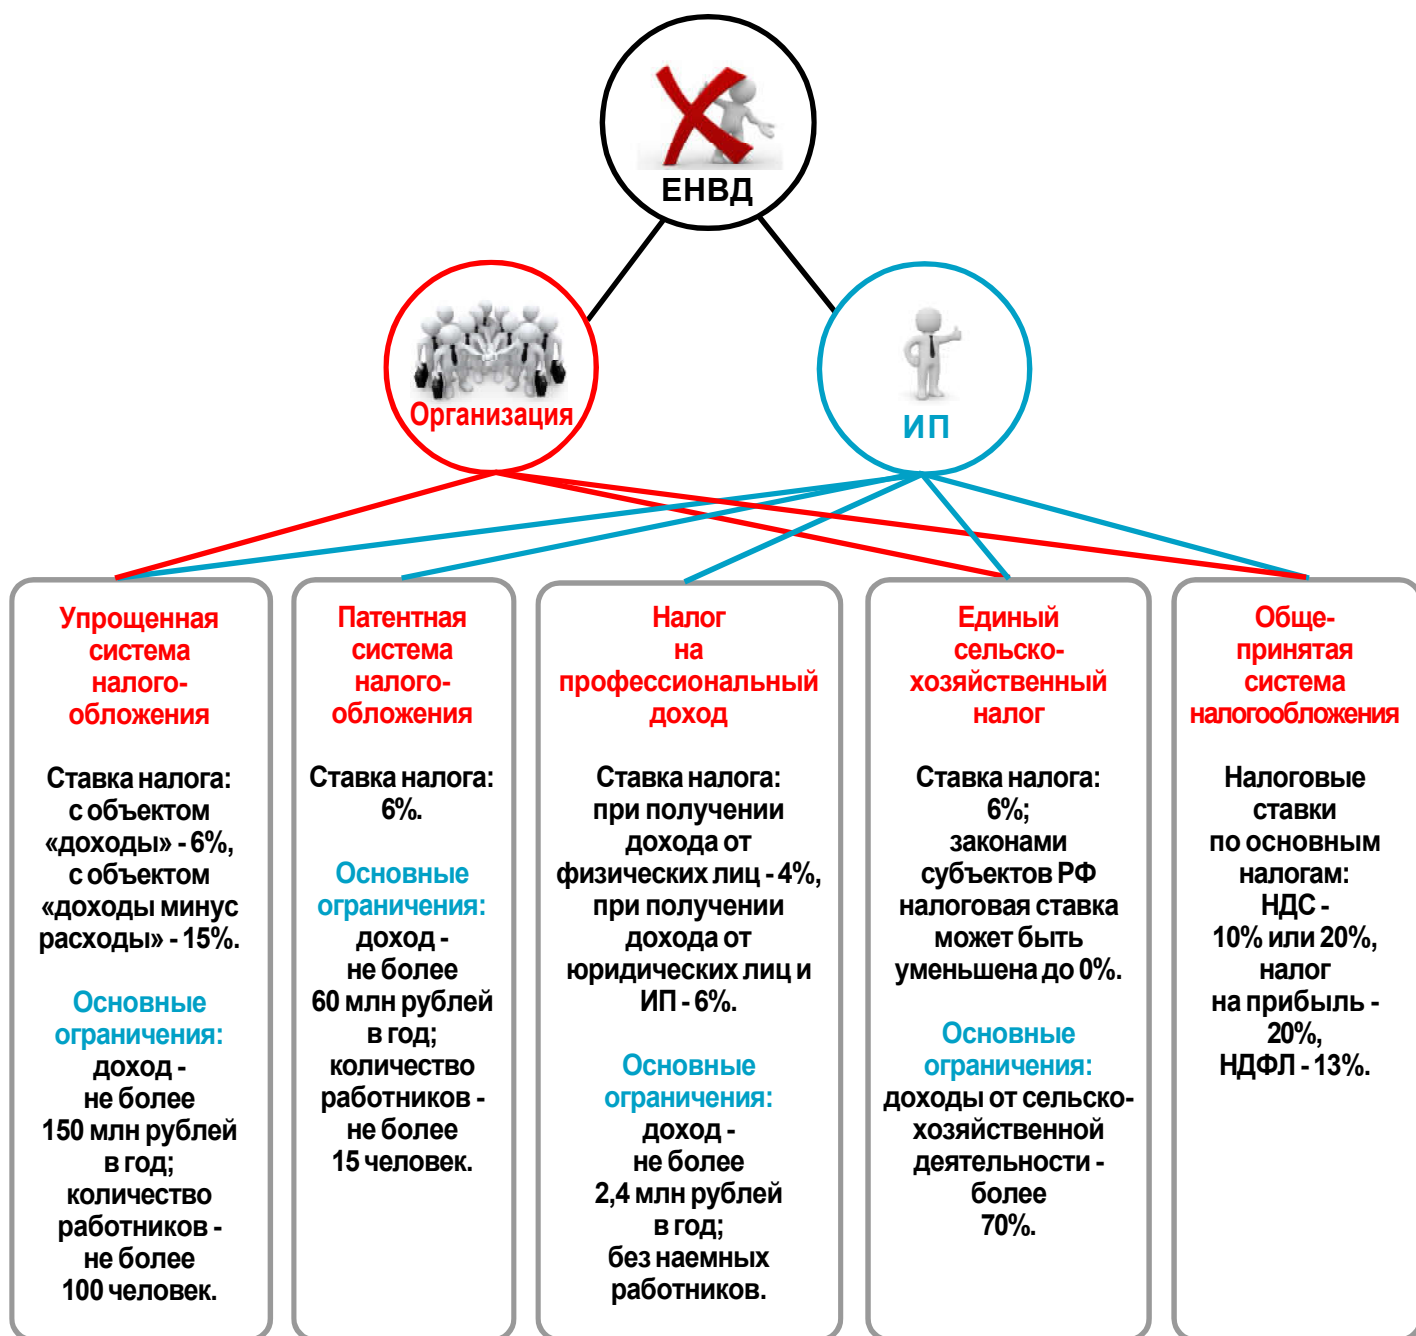 ЕНВД
Организация
ИП
Упрощенная
система
налого-
обложения
Ставка налога:
с объектом
«доходы» - 6%,
с объектом
«доходы минус
расходы» - 15%.
Основные
ограничения:
доход -
не более
150 млн рублей
в год;
количество
работников -
не более
100 человек.
Патентная
система
налого-
обложения
Ставка налога:
6%.
Основные
ограничения:
доход -
не более
60 млн рублей
в год;
количество
работников -
не более
15 человек.
Налог
на
профессиональный
доход
Ставка налога:
при получении
дохода от
физических лиц - 4%,
при получении
дохода от
юридических лиц и
ИП - 6%.
Основные
ограничения:
доход -
не более
2,4 млн рублей
в год;
без наемных
работников.
Единый
сельско-
хозяйственный
налог
Ставка налога:
6%;
законами
субъектов РФ
налоговая ставка
может быть
уменьшена до 0%.
Основные
ограничения:
доходы от сельско-
хозяйственной
деятельности -
более
70%.
Обще-
принятая
система
налогообложения
Налоговые
ставки
по основным
налогам:
НДС -
10% или 20%,
налог
на прибыль -
20%,
НДФЛ - 13%.